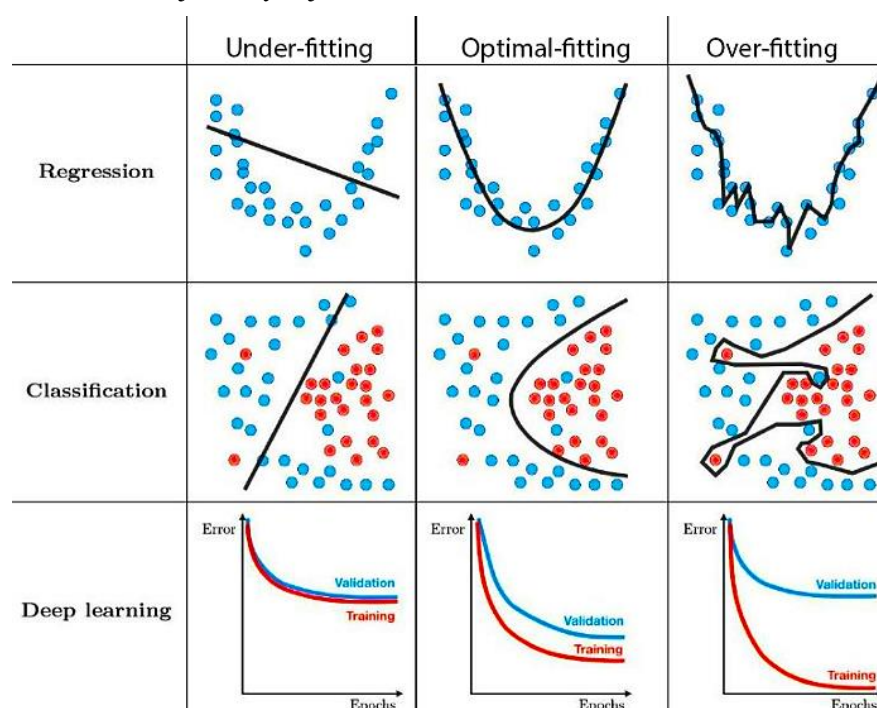 Under-fitting
Optimal-fitting
Over-fitting
Regression
Classification
Deep learning
Error
Validation
Training
Epochs
Error
Validation
Training
Epochs
Error
Validation
Training
Epochs